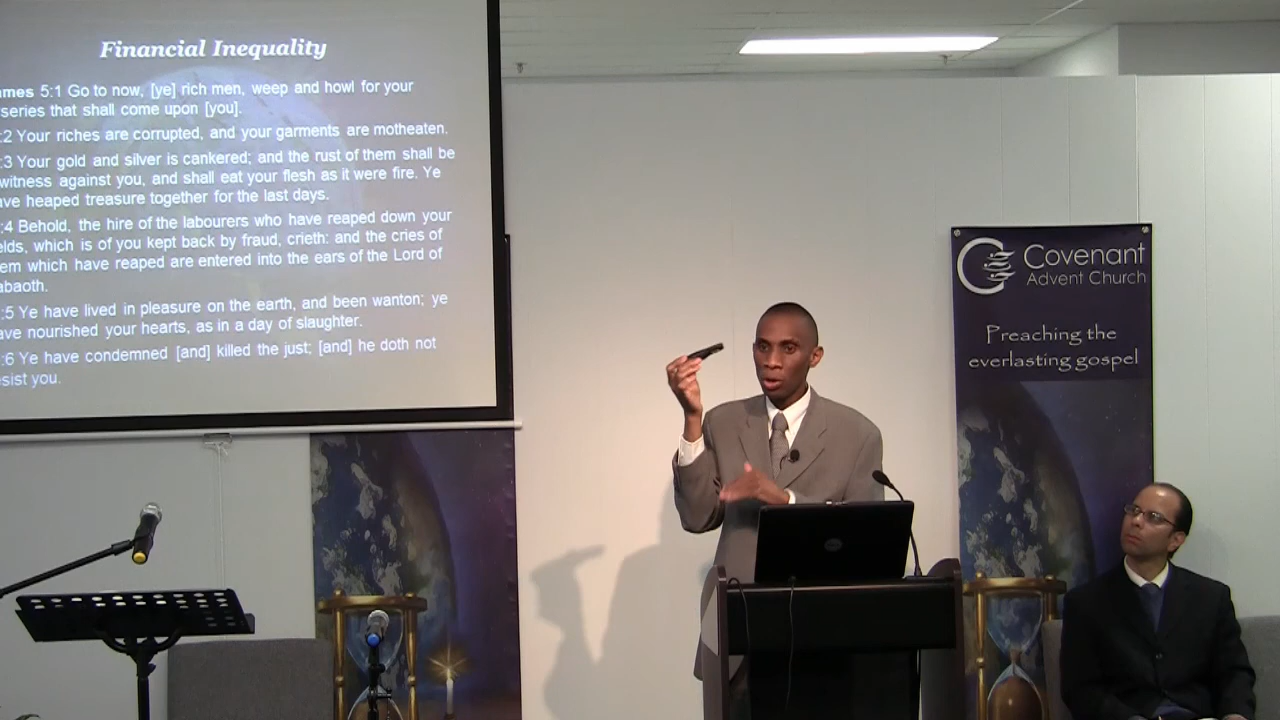 Financial Inequality
ames 5:1 Go to now, [ye] rich men, weep and howl for your
series that shall come upon [you].
:2 Your riches are corrupted, and your garments are motheaten.
:3 Your gold and silver is cankered; and the rust of them shall be
witness against you, and shall eat your flesh as it were fire. Ye
ave heaped treasure together for the last days.
:4 Behold, the hire of the labourers who have reaped down your
elds, which is of you kept back by fraud, crieth: and the cries of
em which have reaped are entered into the ears of the Lord of
abaoth.
:5 Ye have lived in pleasure on the earth, and been wanton; ye
ave nourished your hearts, as in a day of slaughter.
:6 Ye have condemned [and] killed the just; [and] he doth not
esist you.
Covenant
Advent Church
Preaching the
everlasting gospel